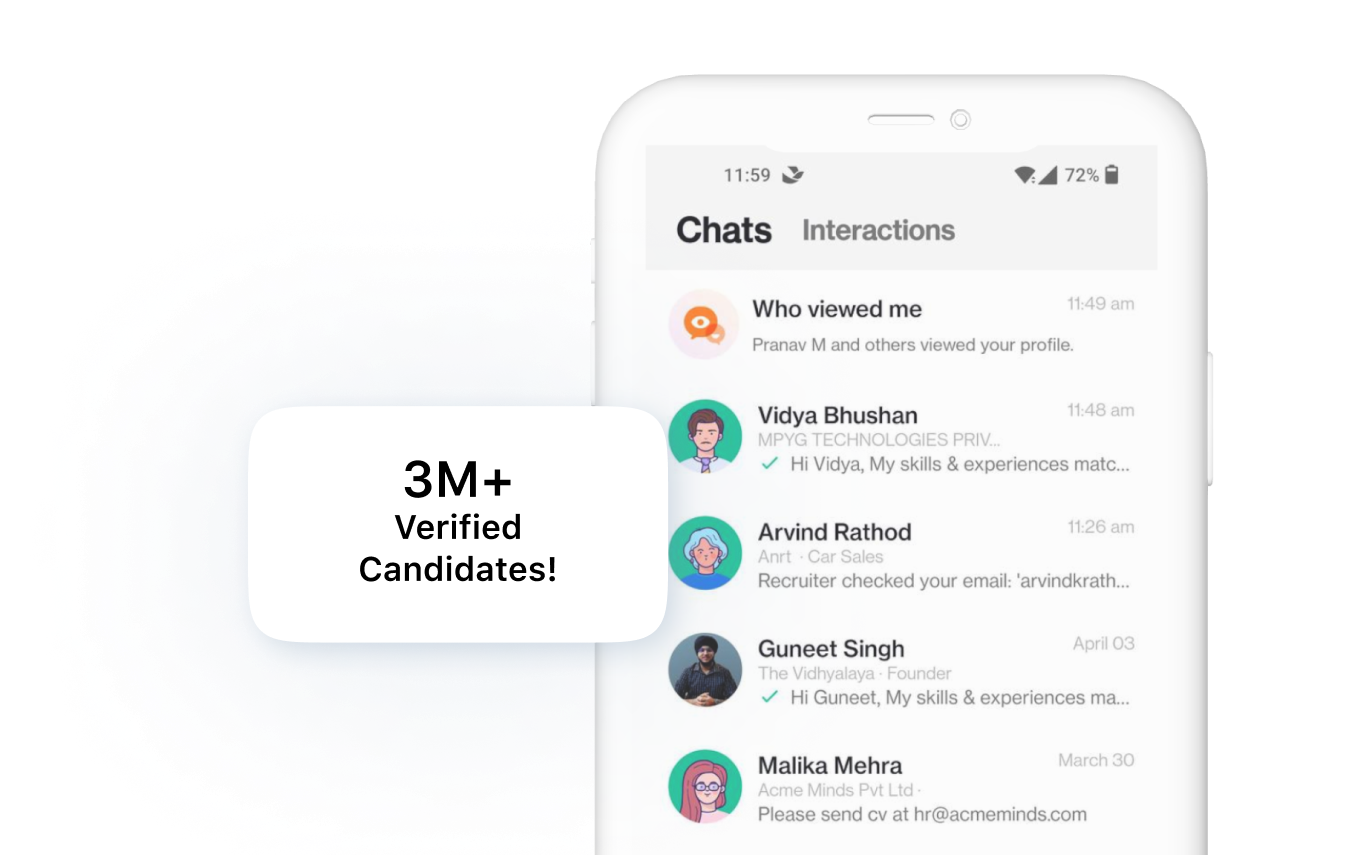 11:59
72%
Chats Interactions
Who viewed me 11:49 am
Pranav M and others viewed your profile.
Vidya Bhushan 11:48 am
MPYG TECHNOLOGIES PRIV...
Hi Vidya, My skills & experiences matc...
Arvind Rathod 11:26 am
Anrt · Car Sales
Recruiter checked your email: 'arvindkrath...
Guneet Singh April 03
The Vidhyalaya · Founder
Hi Guneet, My skills & experiences ma...
Malika Mehra March 30
Acme Minds Pvt Ltd ·
Please send cv at hr@acmeminds.com
3M+
Verified
Candidates!